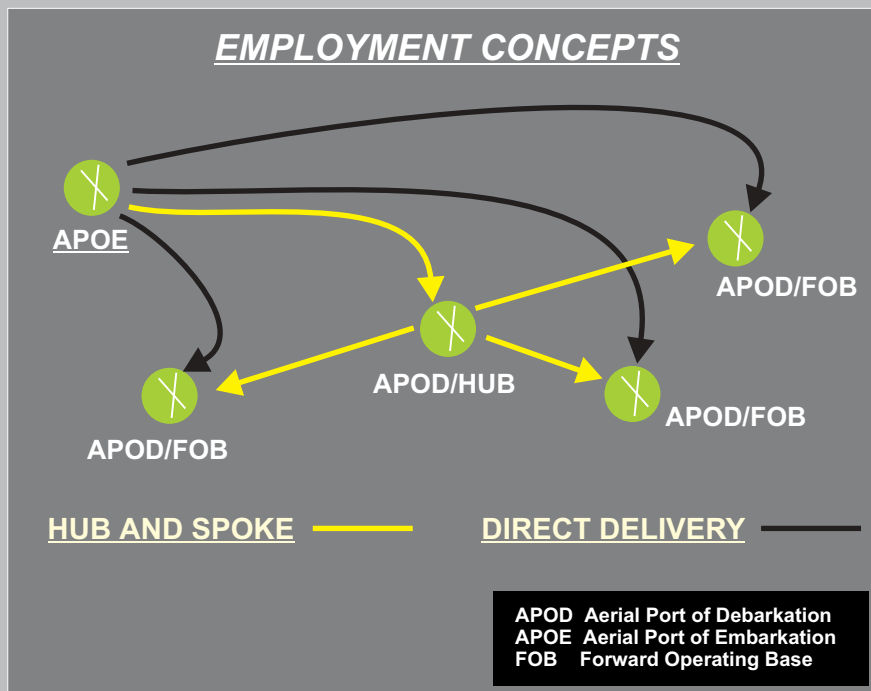 EMPLOYMENT CONCEPTS
APOE
APOD/FOB
APOD/HUB
APOD/FOB
APOD/FOB
HUB AND SPOKE
DIRECT DELIVERY
APOD Aerial Port of Debarkation
APOE Aerial Port of Embarkation
FOB Forward Operating Base